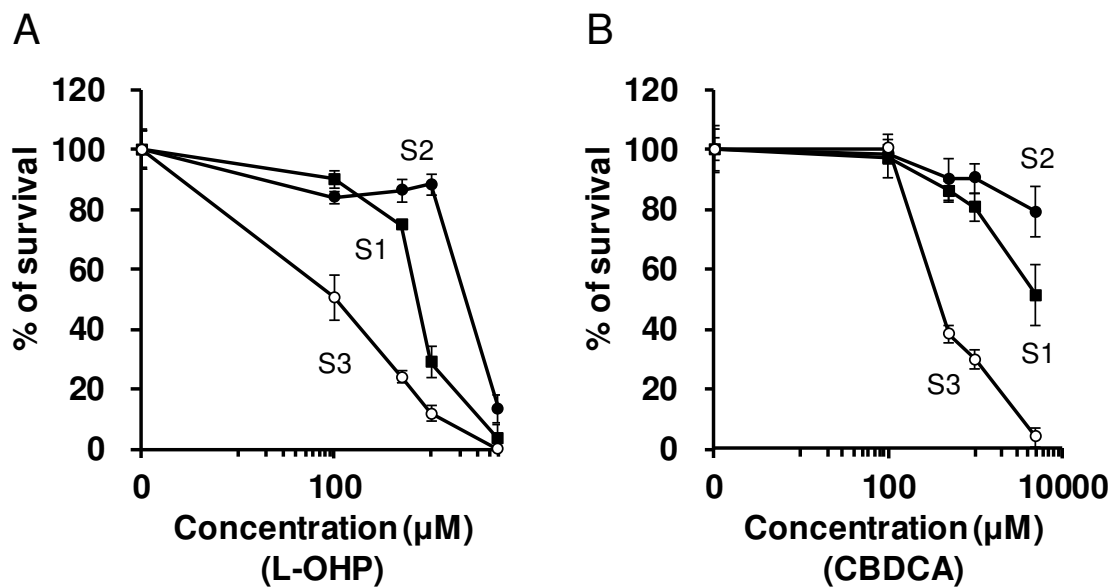 A
120
100
80
60
40
20
0
% of survival
S2
S1
S3
0
100
Concentration (µM)
(L-OHP)
B
120
100
80
60
40
20
0
% of survival
S2
S1
S3
0
100
10000
Concentration (µM)
(CBDCA)